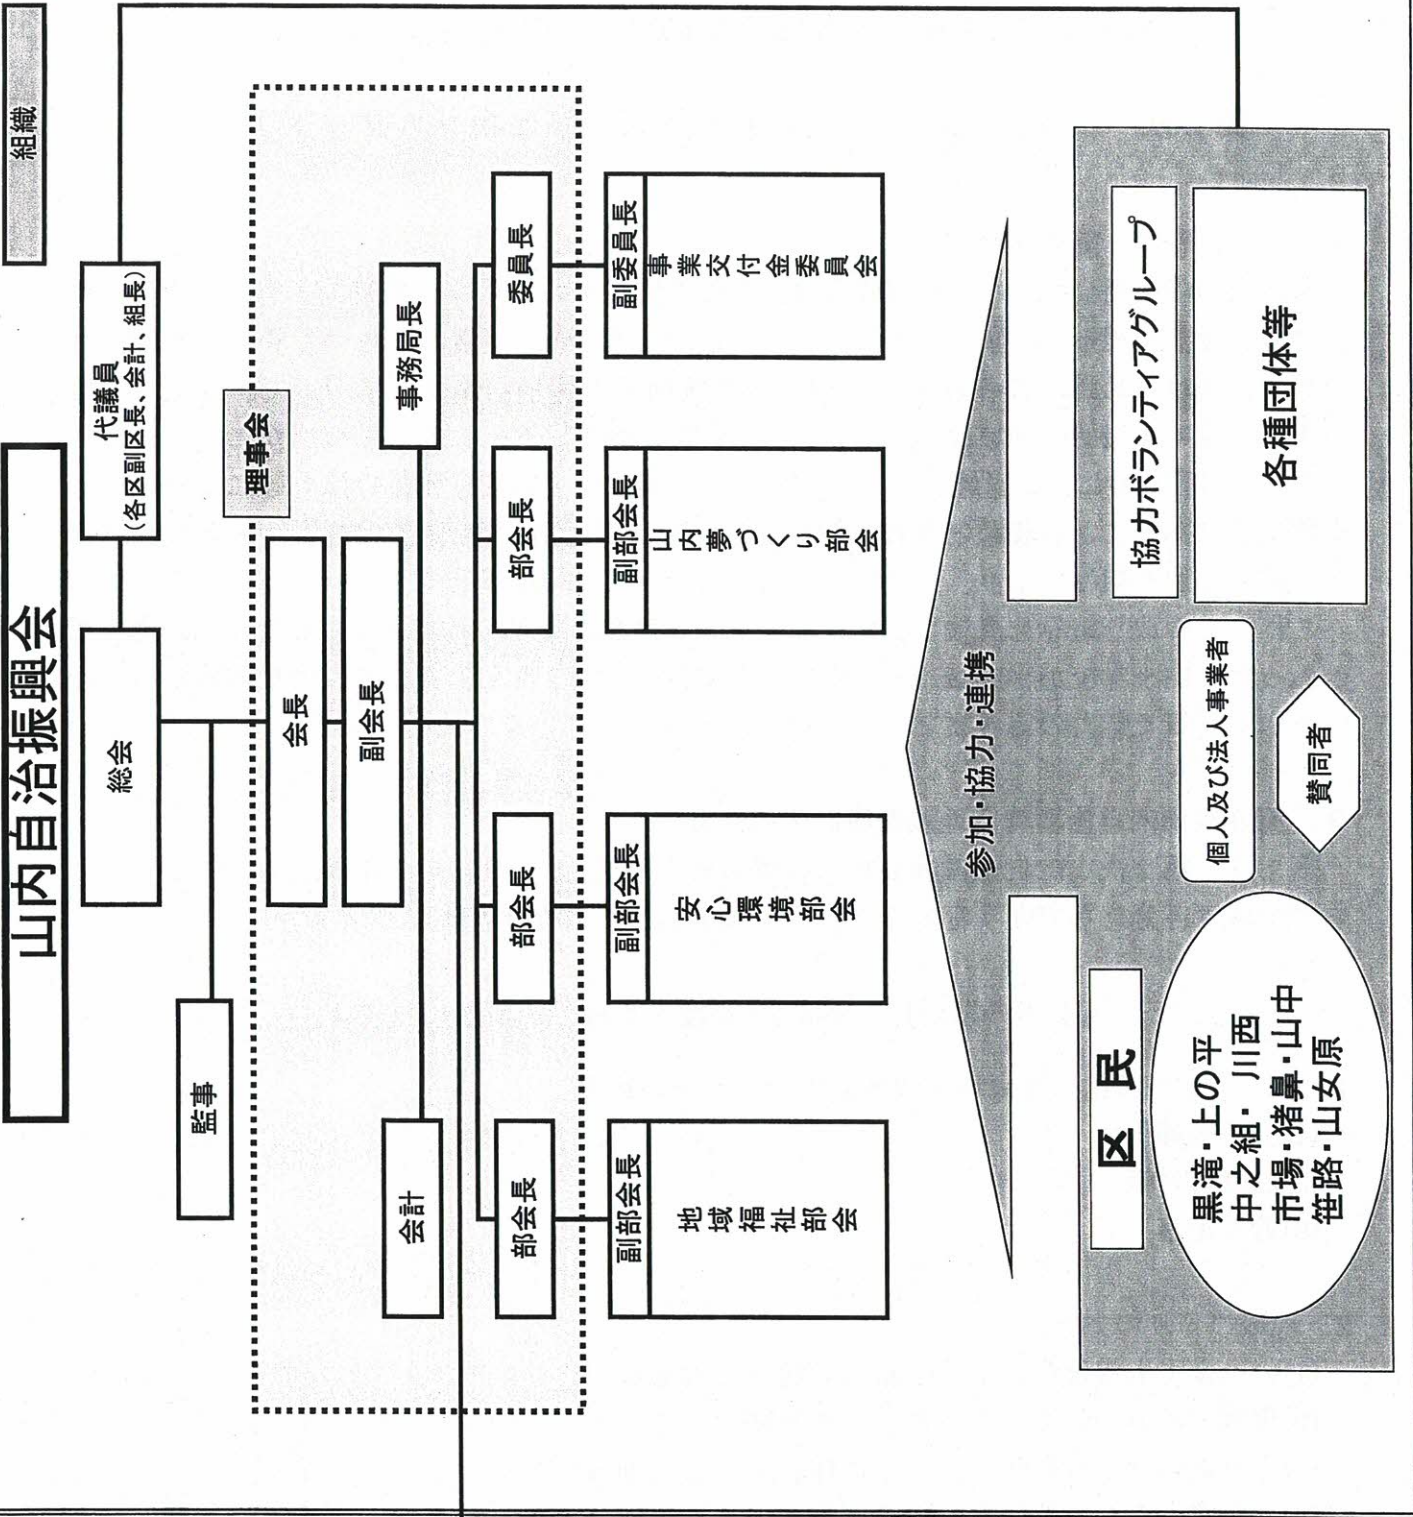 組織
山内自治振興会
総会
代議員
(各区副区長、会計、組長)
監事
理事会
会長
副会長
会計
事務局長
部会長
部会長
部会長
委員長
副部会長
地域福祉部会
副部会長
安心環境部会
副部会長
山内夢づくり部会
副委員長
事業交付金委員会
参加・協力・連携
区民
黒滝・上の平
中之組・川西
市場・猪鼻・山中
笹路・山女原
個人及び法人事業者
賛同者
協力ボランティアグループ
各種団体等